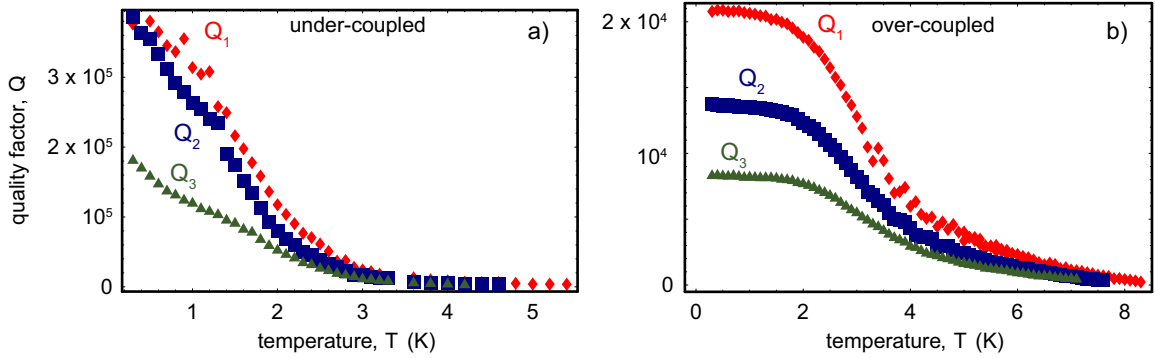 under-coupled
a)
Q1
Q2
Q3
3 x 10^5
2 x 10^5
10^5
0
quality factor, Q
1 2 3 4 5
temperature, T (K)
over-coupled
b)
Q1
Q2
Q3
2 x 10^4
10^4
0
0 2 4 6 8
temperature, T (K)